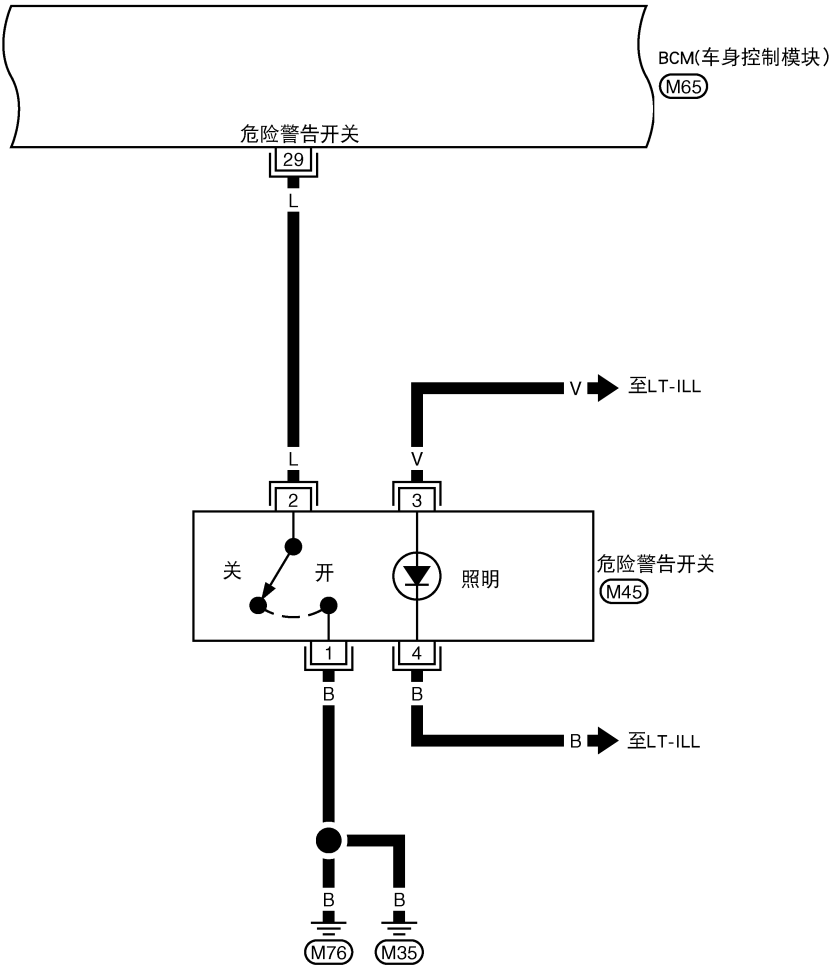 BCM(车身控制模块)
M65
危险警告开关
29
L
V 至LT-ILL
L V
2 3
关 开 照明
危险警告开关
M45
1 4
B B
B 至LT-ILL
B B
M76 M35